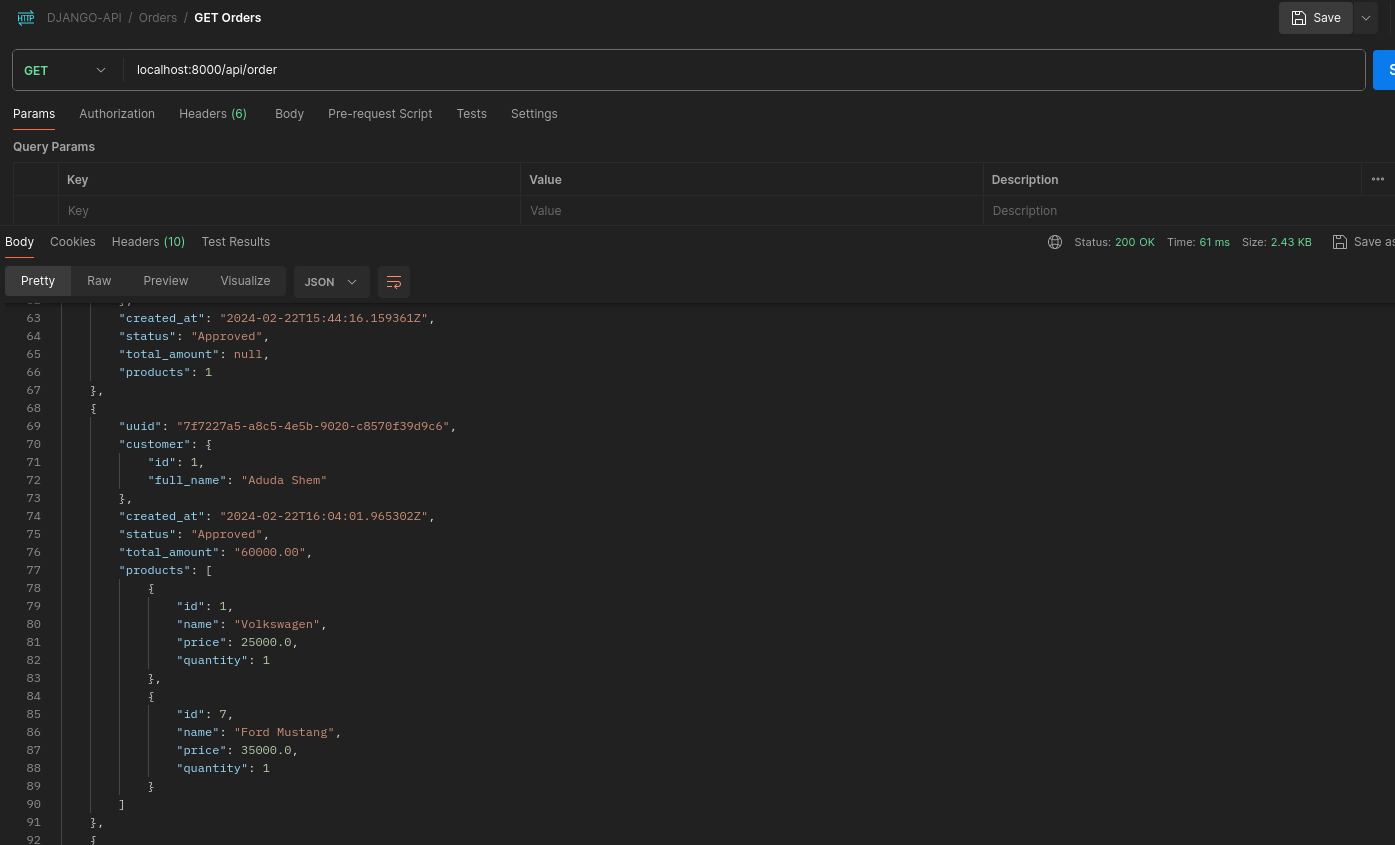 HTTP DJANGO-API / Orders / GET Orders Save
GET localhost:8000/api/order S
Params Authorization Headers (6) Body Pre-request Script Tests Settings
Query Params
Key Value Description
Key Value Description
Body Cookies Headers (10) Test Results Status: 200 OK Time: 61 ms Size: 2.43 KB Save as
Pretty Raw Preview Visualize JSON
63 "created_at": "2024-02-22T15:44:16.159361Z",
64 "status": "Approved",
65 "total_amount": null,
66 "products": 1
67 },
68 {
69 "uuid": "7f7227a5-a8c5-4e5b-9020-c8570f39d9c6",
70 "customer": {
71 "id": 1,
72 "full_name": "Aduda Shem"
73 },
74 "created_at": "2024-02-22T16:04:01.965302Z",
75 "status": "Approved",
76 "total_amount": "60000.00",
77 "products": [
78 {
79 "id": 1,
80 "name": "Volkswagen",
81 "price": 25000.0,
82 "quantity": 1
83 },
84 {
85 "id": 7,
86 "name": "Ford Mustang",
87 "price": 35000.0,
88 "quantity": 1
89 }
90 ]
91 },
92 {